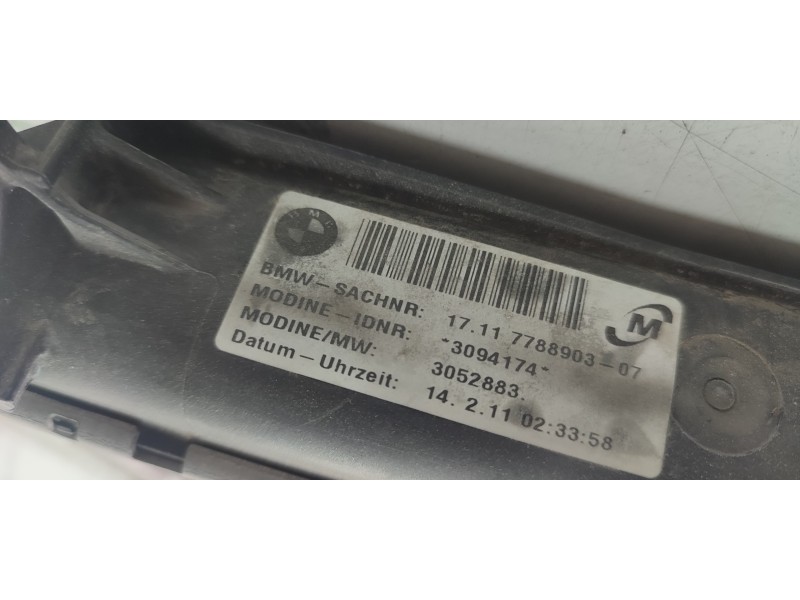 BMW
BMW-SACHNR: 17.11 7788903-07
MODINE-IDNR: *3094174*
MODINE/MW: 3052883.
Datum-Uhrzeit: 14. 2.11 02:33:58
M